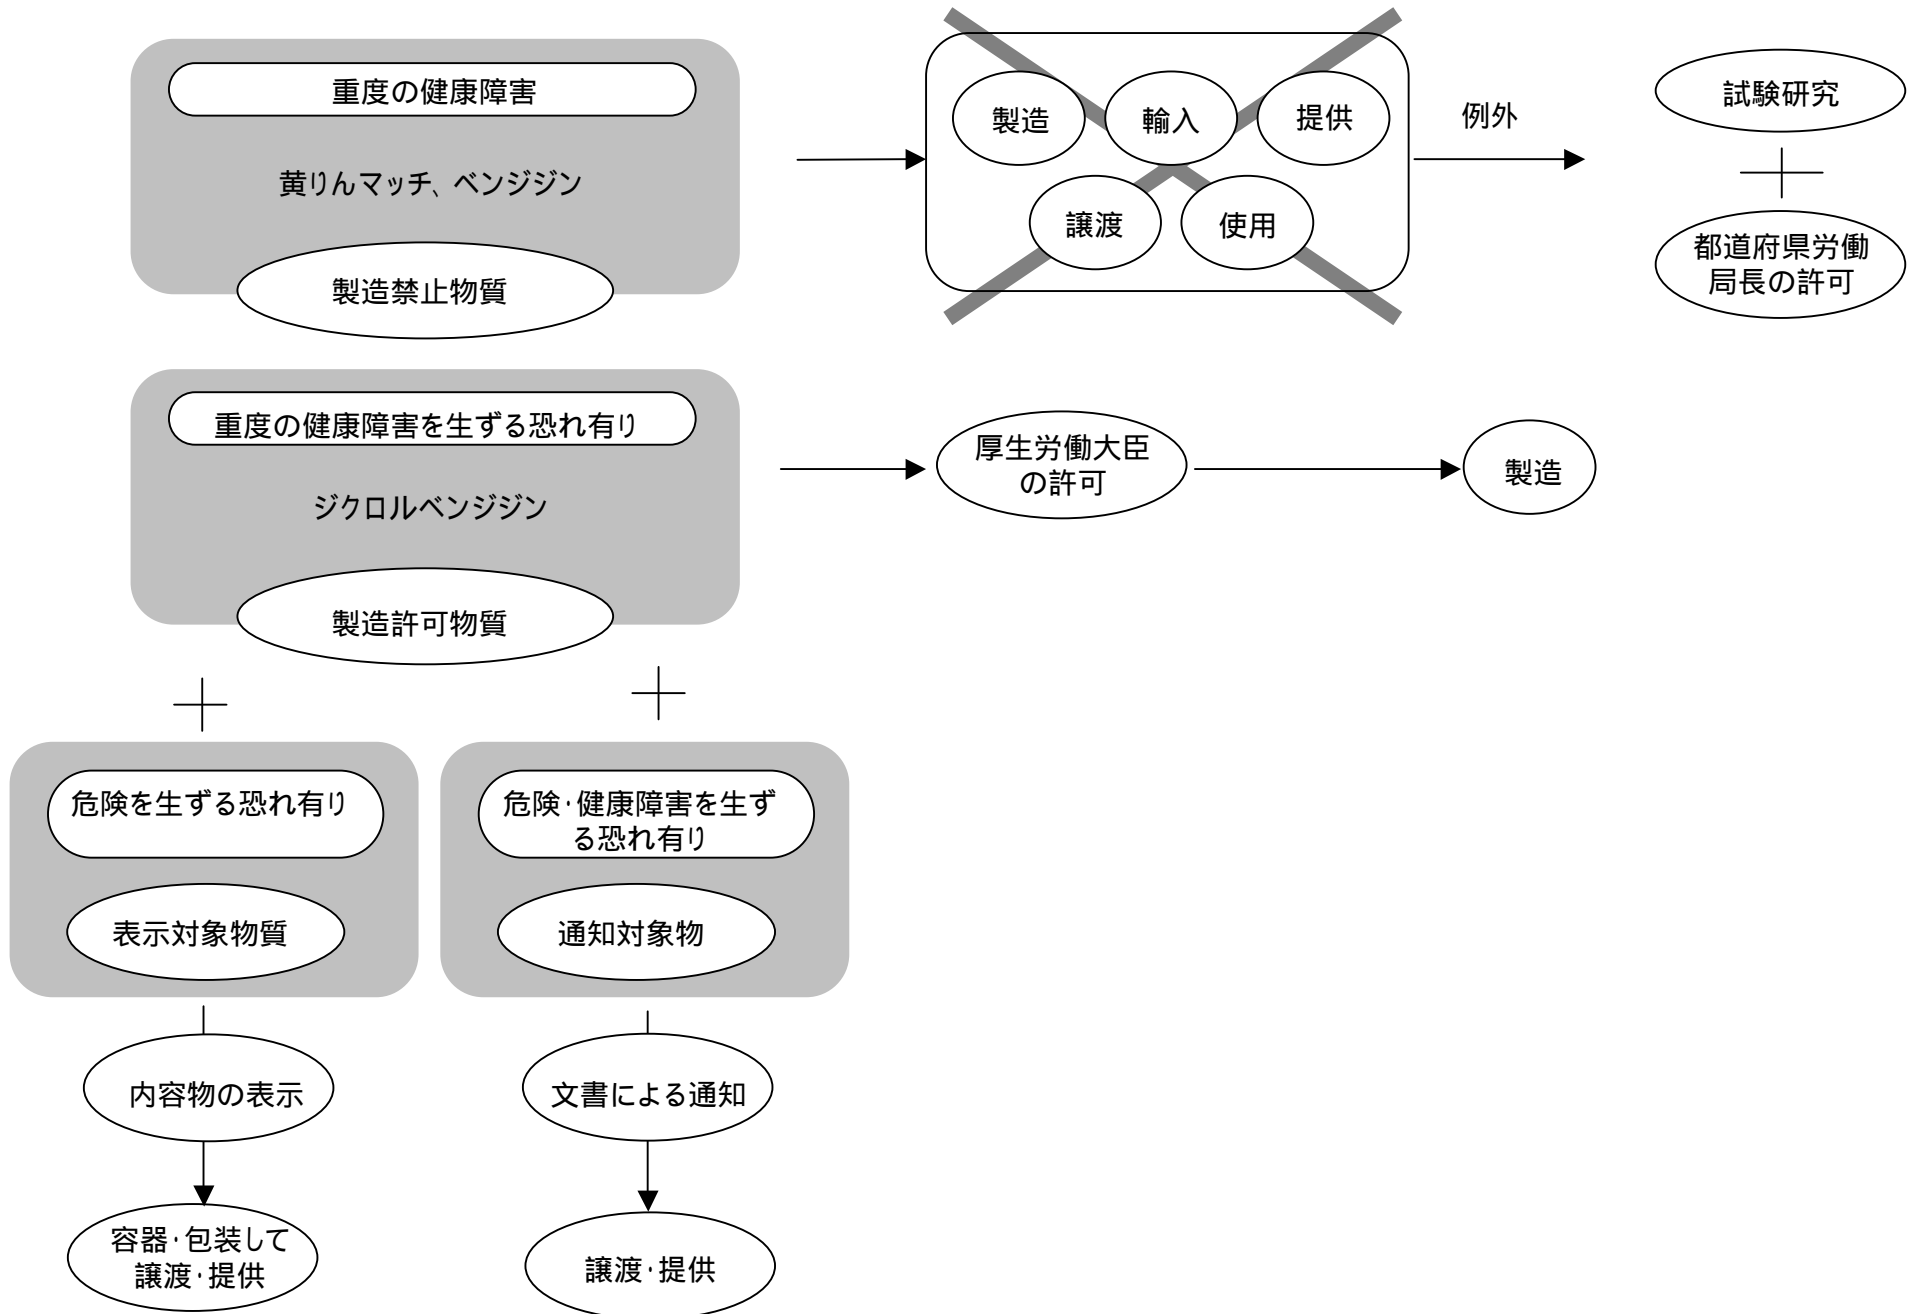 重度の健康障害
黄りんマッチ、ベンジジン
製造禁止物質
製造
輸入
提供
譲渡
使用
例外
試験研究
都道府県労働
局長の許可
重度の健康障害を生ずる恐れ有り
ジクロルベンジジン
製造許可物質
厚生労働大臣
の許可
製造
危険を生ずる恐れ有り
表示対象物質
内容物の表示
容器・包装して
譲渡・提供
危険・健康障害を生ず
る恐れ有り
通知対象物
文書による通知
譲渡・提供